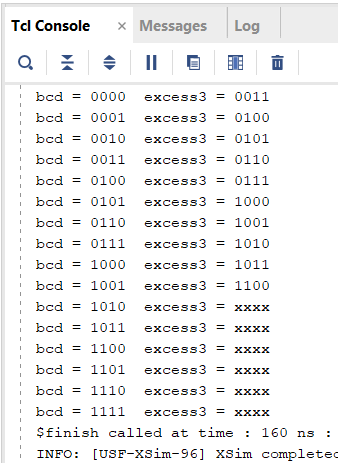 Tcl Console × Messages Log
bcd = 0000 excess3 = 0011
bcd = 0001 excess3 = 0100
bcd = 0010 excess3 = 0101
bcd = 0011 excess3 = 0110
bcd = 0100 excess3 = 0111
bcd = 0101 excess3 = 1000
bcd = 0110 excess3 = 1001
bcd = 0111 excess3 = 1010
bcd = 1000 excess3 = 1011
bcd = 1001 excess3 = 1100
bcd = 1010 excess3 = xxxx
bcd = 1011 excess3 = xxxx
bcd = 1100 excess3 = xxxx
bcd = 1101 excess3 = xxxx
bcd = 1110 excess3 = xxxx
bcd = 1111 excess3 = xxxx
$finish called at time : 160 ns :
INFO: [USF-XSim-96] XSim completed